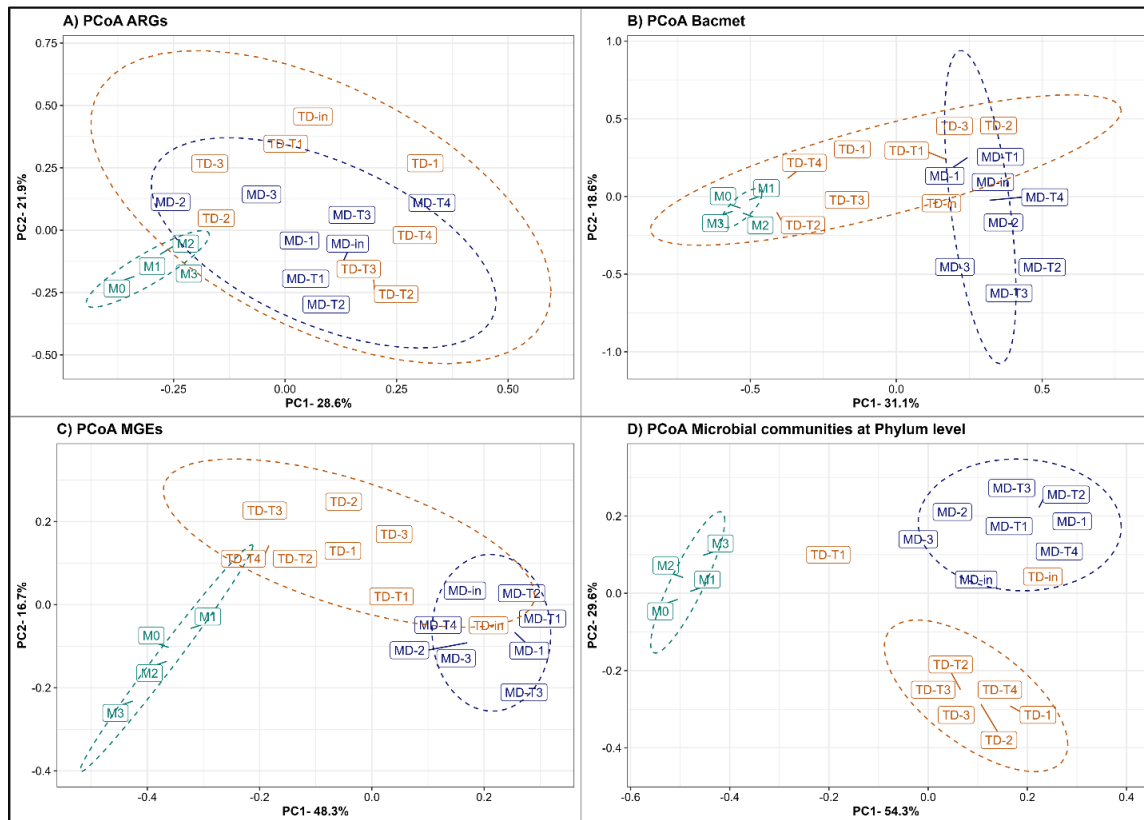 A) PCoA ARGs
0.75
0.50
0.25
0.00
-0.25
-0.50
PC2- 21.9%
TD-in
TD-T1
TD-3
TD-1
MD-3
MD-2
MD-T4
MD-T3
TD-2
TD-T4
M2
MD-1
MD-in
M1
M3
TD-T3
MD-T1
M0
TD-T2
MD-T2
-0.25
0.00
0.25
0.50
PC1- 28.6%
B) PCoA Bacmet
1.0
0.5
0.0
-0.5
-1.0
PC2- 18.6%
TD-3
TD-2
TD-1
TD-T1
MD-T1
TD-T4
MD-1
MD-in
M1
M0
TD-T3
TD-in
MD-T4
M3
M2
TD-T2
MD-2
MD-3
MD-T2
MD-T3
-0.5
0.0
0.5
PC1- 31.1%
C) PCoA MGEs
0.2
0.0
-0.2
-0.4
PC2- 16.7%
TD-2
TD-T3
TD-3
TD-1
TD-T4
TD-T2
MD-in
MD-T2
TD-T1
M1
MD-T4
TD-in
MD-T1
M0
MD-2
MD-3
MD-1
M2
MD-T3
M3
-0.4
-0.2
0.0
0.2
PC1- 48.3%
D) PCoA Microbial communities at Phylum level
0.2
0.0
-0.2
-0.4
PC2- 29.6%
MD-T3
MD-T2
MD-2
MD-1
MD-T1
MD-3
M3
MD-T4
TD-T1
M2
MD-in
TD-in
M1
M0
TD-T2
TD-T3
TD-T4
TD-3
TD-1
TD-2
-0.6
-0.4
-0.2
0.0
0.2
0.4
PC1- 54.3%